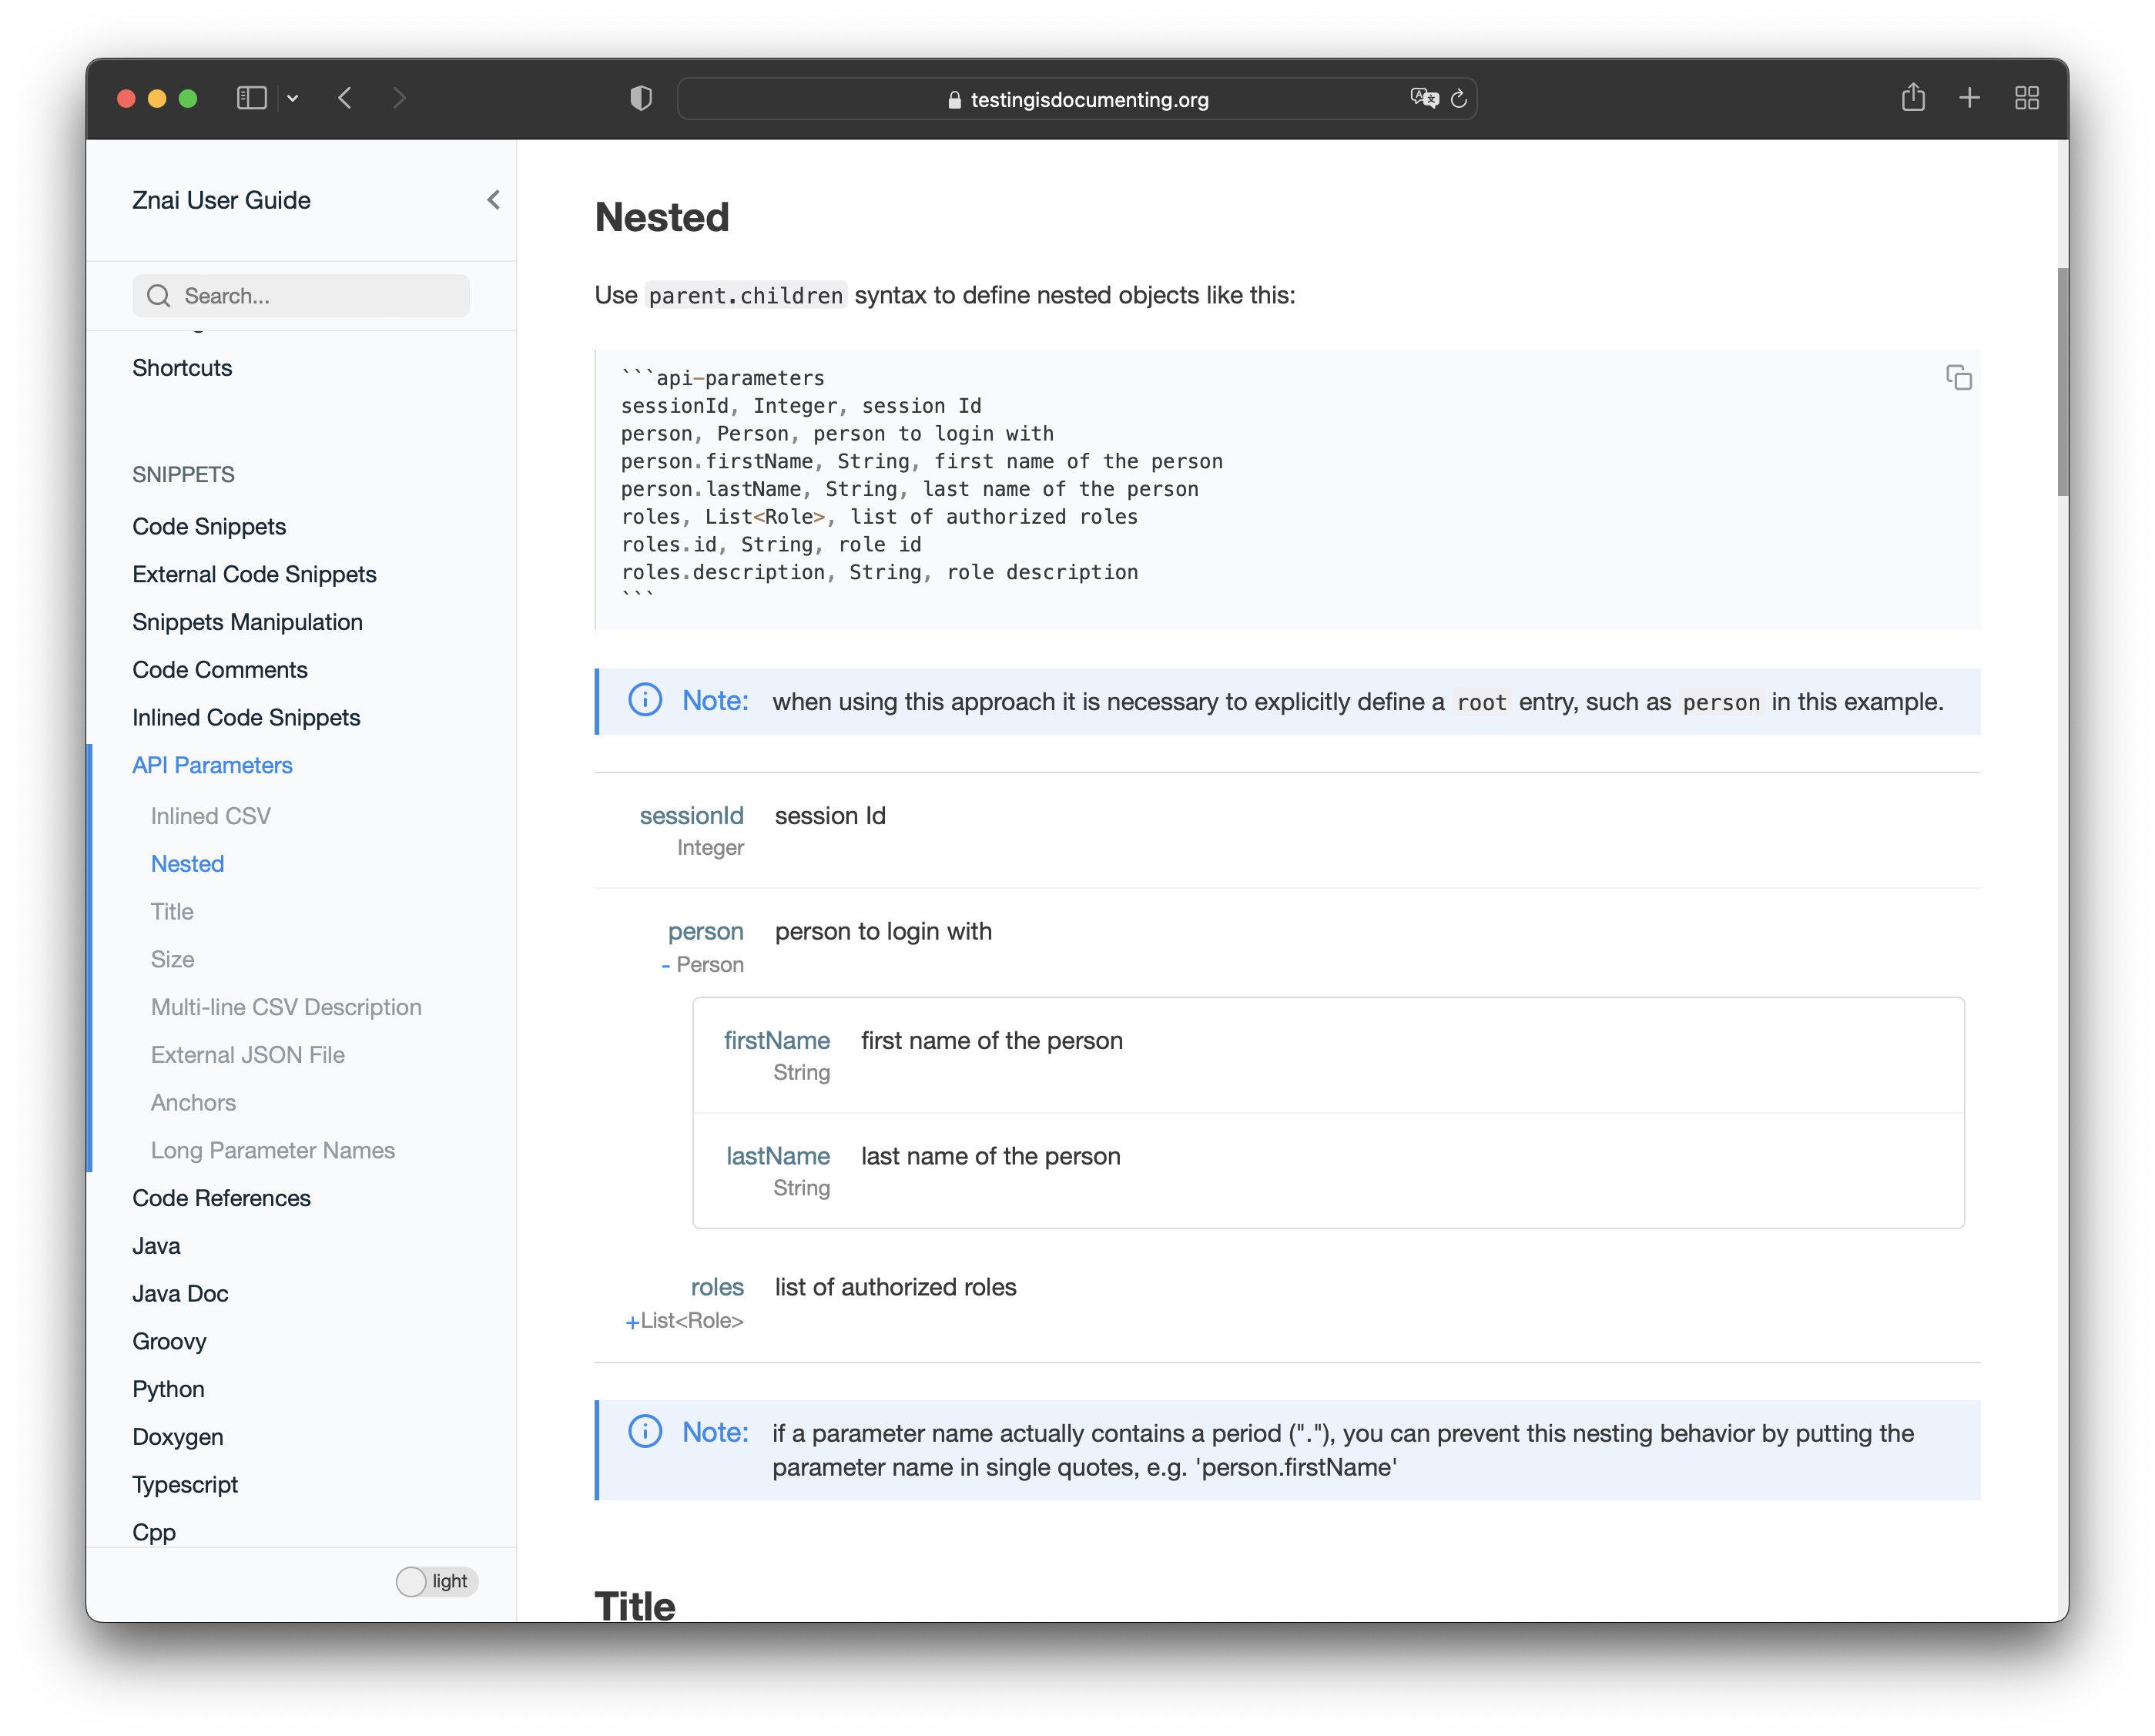 testingisdocumenting.org
Znai User Guide
Search...
Shortcuts
SNIPPETS
Code Snippets
External Code Snippets
Snippets Manipulation
Code Comments
Inlined Code Snippets
API Parameters
Inlined CSV
Nested
Title
Size
Multi-line CSV Description
External JSON File
Anchors
Long Parameter Names
Code References
Java
Java Doc
Groovy
Python
Doxygen
Typescript
Cpp
light
Nested
Use parent.children syntax to define nested objects like this:
```api-parameters
sessionId, Integer, session Id
person, Person, person to login with
person.firstName, String, first name of the person
person.lastName, String, last name of the person
roles, List<Role>, list of authorized roles
roles.id, String, role id
roles.description, String, role description
```
Note: when using this approach it is necessary to explicitly define a root entry, such as person in this example.
sessionId session Id
Integer
person person to login with
- Person
firstName first name of the person
String
lastName last name of the person
String
roles list of authorized roles
+List<Role>
Note: if a parameter name actually contains a period ("."), you can prevent this nesting behavior by putting the
parameter name in single quotes, e.g. 'person.firstName'
Title